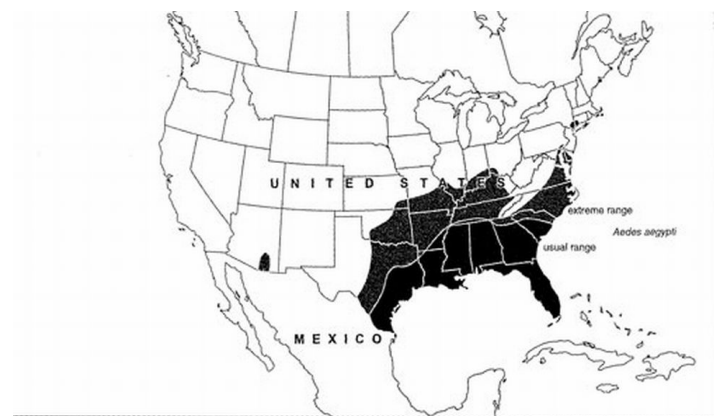 UNITED STATES
extreme range
Aedes aegypti
usual range
MEXICO